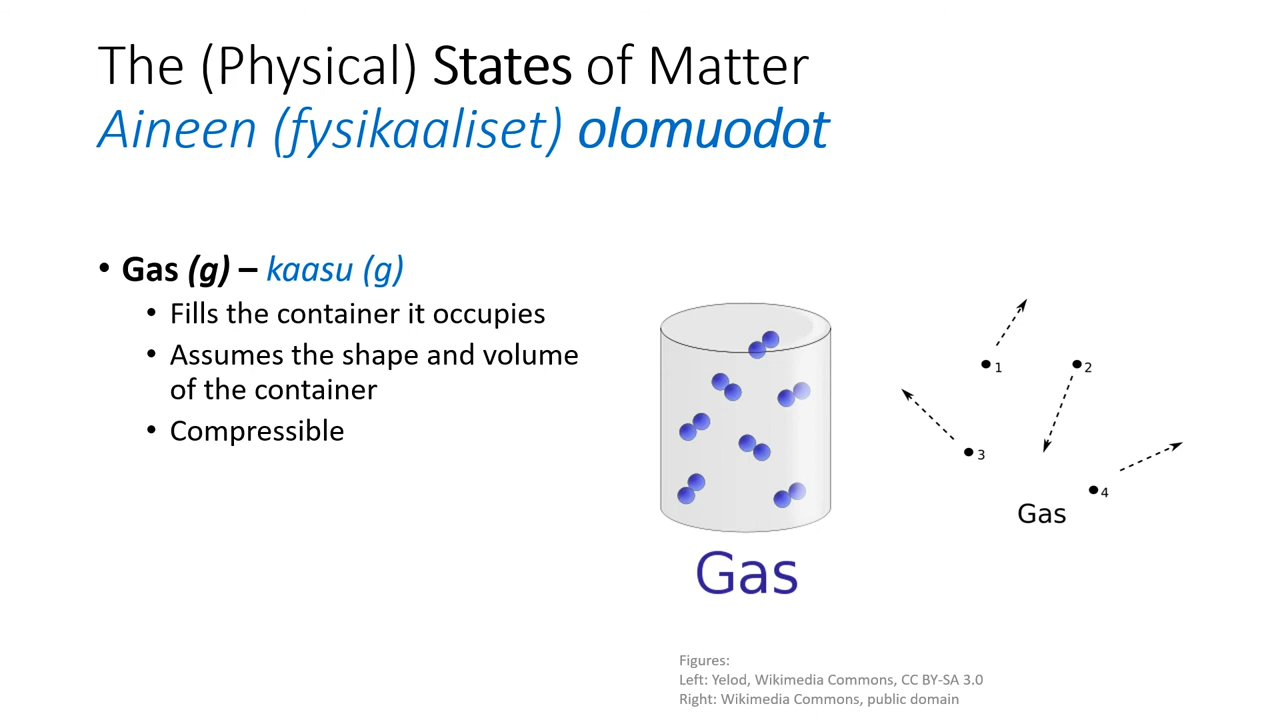 The (Physical) States of Matter
Aineen (fysikaaliset) olomuodot
• Gas (g) – kaasu (g)
• Fills the container it occupies
• Assumes the shape and volume
of the container
• Compressible
1
2
3
4
Gas
Gas
Figures:
Left: Yelod, Wikimedia Commons, CC BY-SA 3.0
Right: Wikimedia Commons, public domain